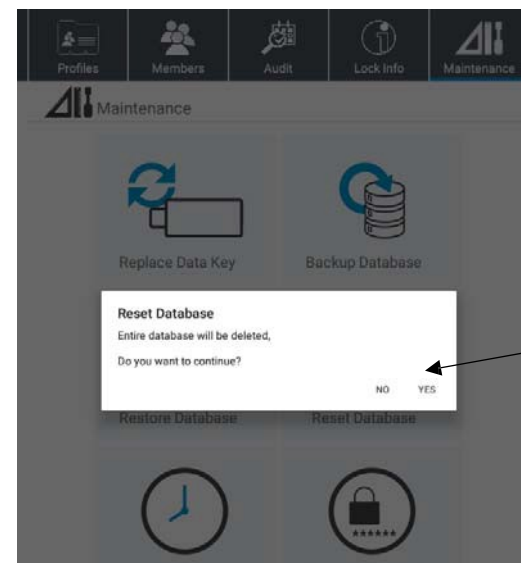 Profiles
Members
Audit
Lock Info
Maintenance
Maintenance
Replace Data Key
Backup Database
Reset Database
Entire database will be deleted,
Do you want to continue?
NO
YES
Restore Database
Reset Database
******